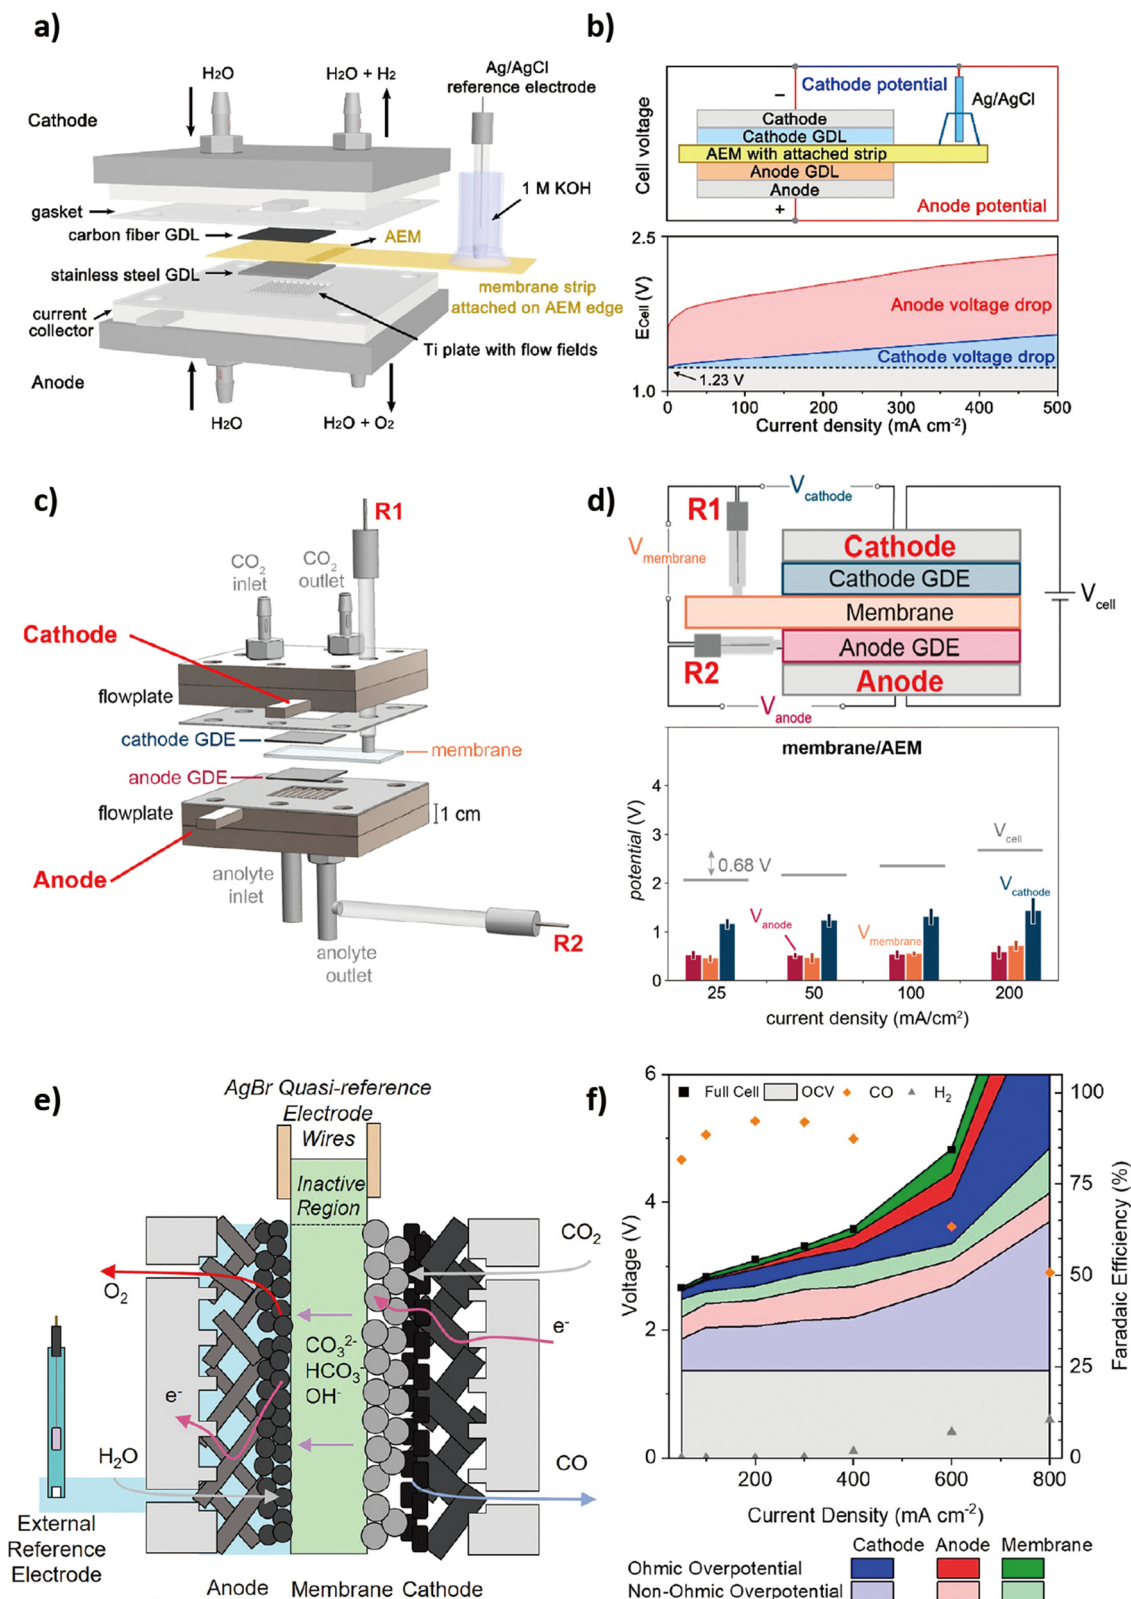 a)
H2O
H2O + H2
Ag/AgCl
reference electrode
Cathode
1 M KOH
gasket
carbon fiber GDL
AEM
stainless steel GDL
membrane strip
attached on AEM edge
current
collector
Ti plate with flow fields
Anode
H2O
H2O + O2
b)
Cell voltage
Cathode potential
−
Ag/AgCl
Cathode
Cathode GDL
AEM with attached strip
Anode GDL
Anode
+
Anode potential
2.5
Ecell (V)
Anode voltage drop
Cathode voltage drop
1.23 V
1.0
0
100
200
300
400
500
Current density (mA cm-2)
c)
R1
CO2
inlet
CO2
outlet
Cathode
flowplate
cathode GDE
membrane
anode GDE
flowplate
1 cm
Anode
anolyte
inlet
R2
anolyte
outlet
d)
Vcathode
R1
Vmembrane
Cathode
Cathode GDE
Vcell
Membrane
Anode GDE
R2
Anode
Vanode
membrane/AEM
potential (V)
4
3
2
1
0
0.68 V
Vcell
Vcathode
Vanode
Vmembrane
25
50
100
200
current density (mA/cm2)
e)
AgBr Quasi-reference
Electrode
Wires
Inactive
Region
CO2
O2
e-
CO3 2-
HCO3-
OH-
e-
H2O
CO
External
Reference
Electrode
Anode
Membrane
Cathode
f)
Full Cell
OCV
CO
H2
Voltage (V)
6
4
2
0
Faradaic Efficiency (%)
100
75
50
25
0
200
400
600
800
Current Density (mA cm-2)
Cathode
Anode
Membrane
Ohmic Overpotential
Non-Ohmic Overpotential